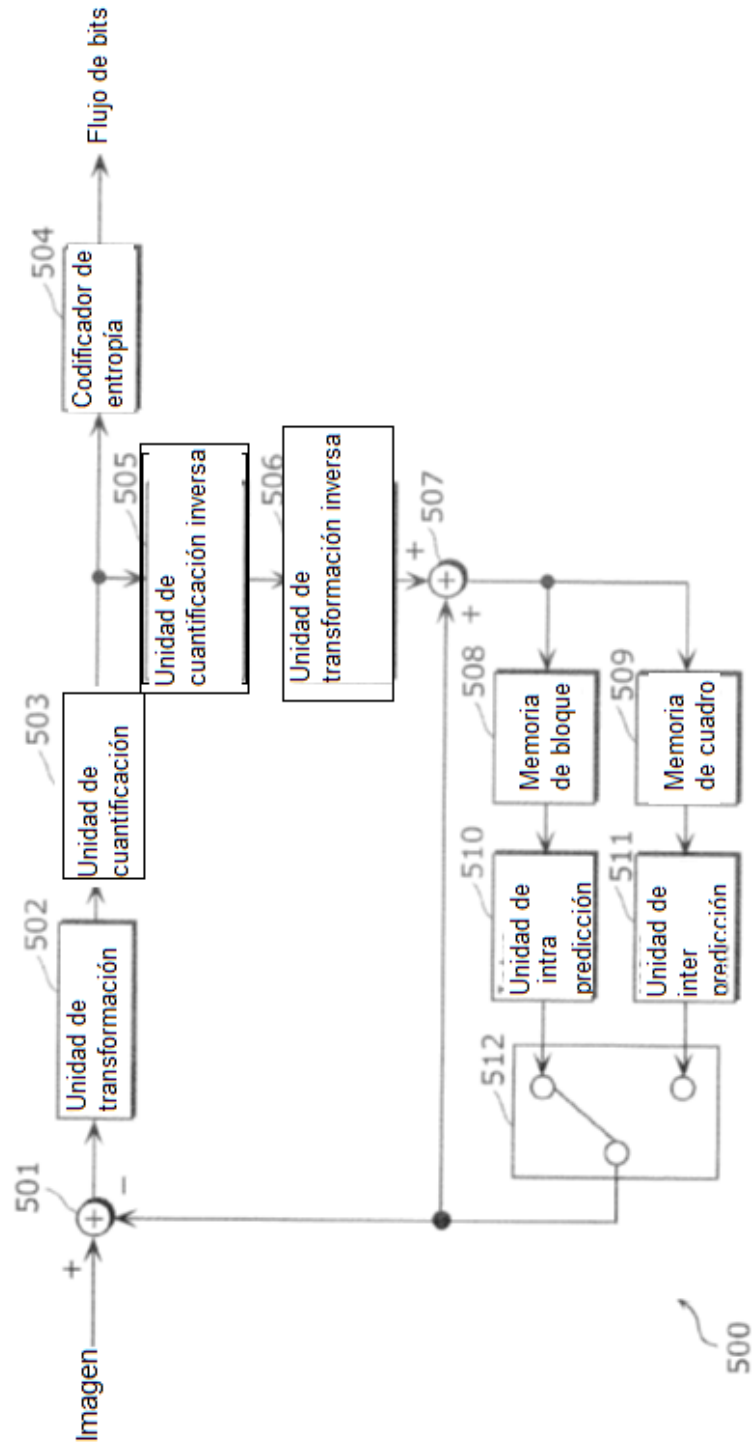 Imagen
+
501
+
−
502
Unidad de
transformación
503
Unidad de
cuantificación
504
Codificador de
entropía
Flujo de bits
505
Unidad de
cuantificación inversa
506
Unidad de
transformación inversa
+
507
+
+
508
Memoria
de bloque
509
Memoria
de cuadro
510
Unidad de
intra
predicción
511
Unidad de
inter
predicción
512
500